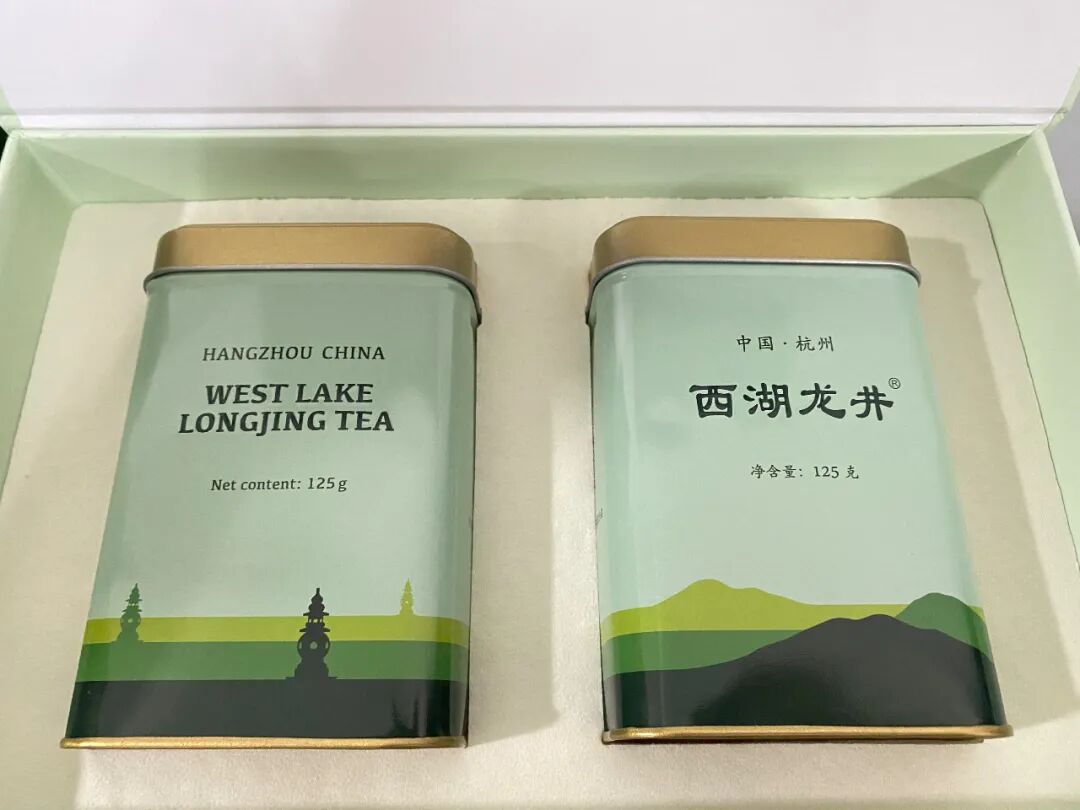 HANGZHOU CHINA
WEST LAKE
LONGJING TEA
Net content: 125g
中国·杭州
西湖龙井®
净含量：125克